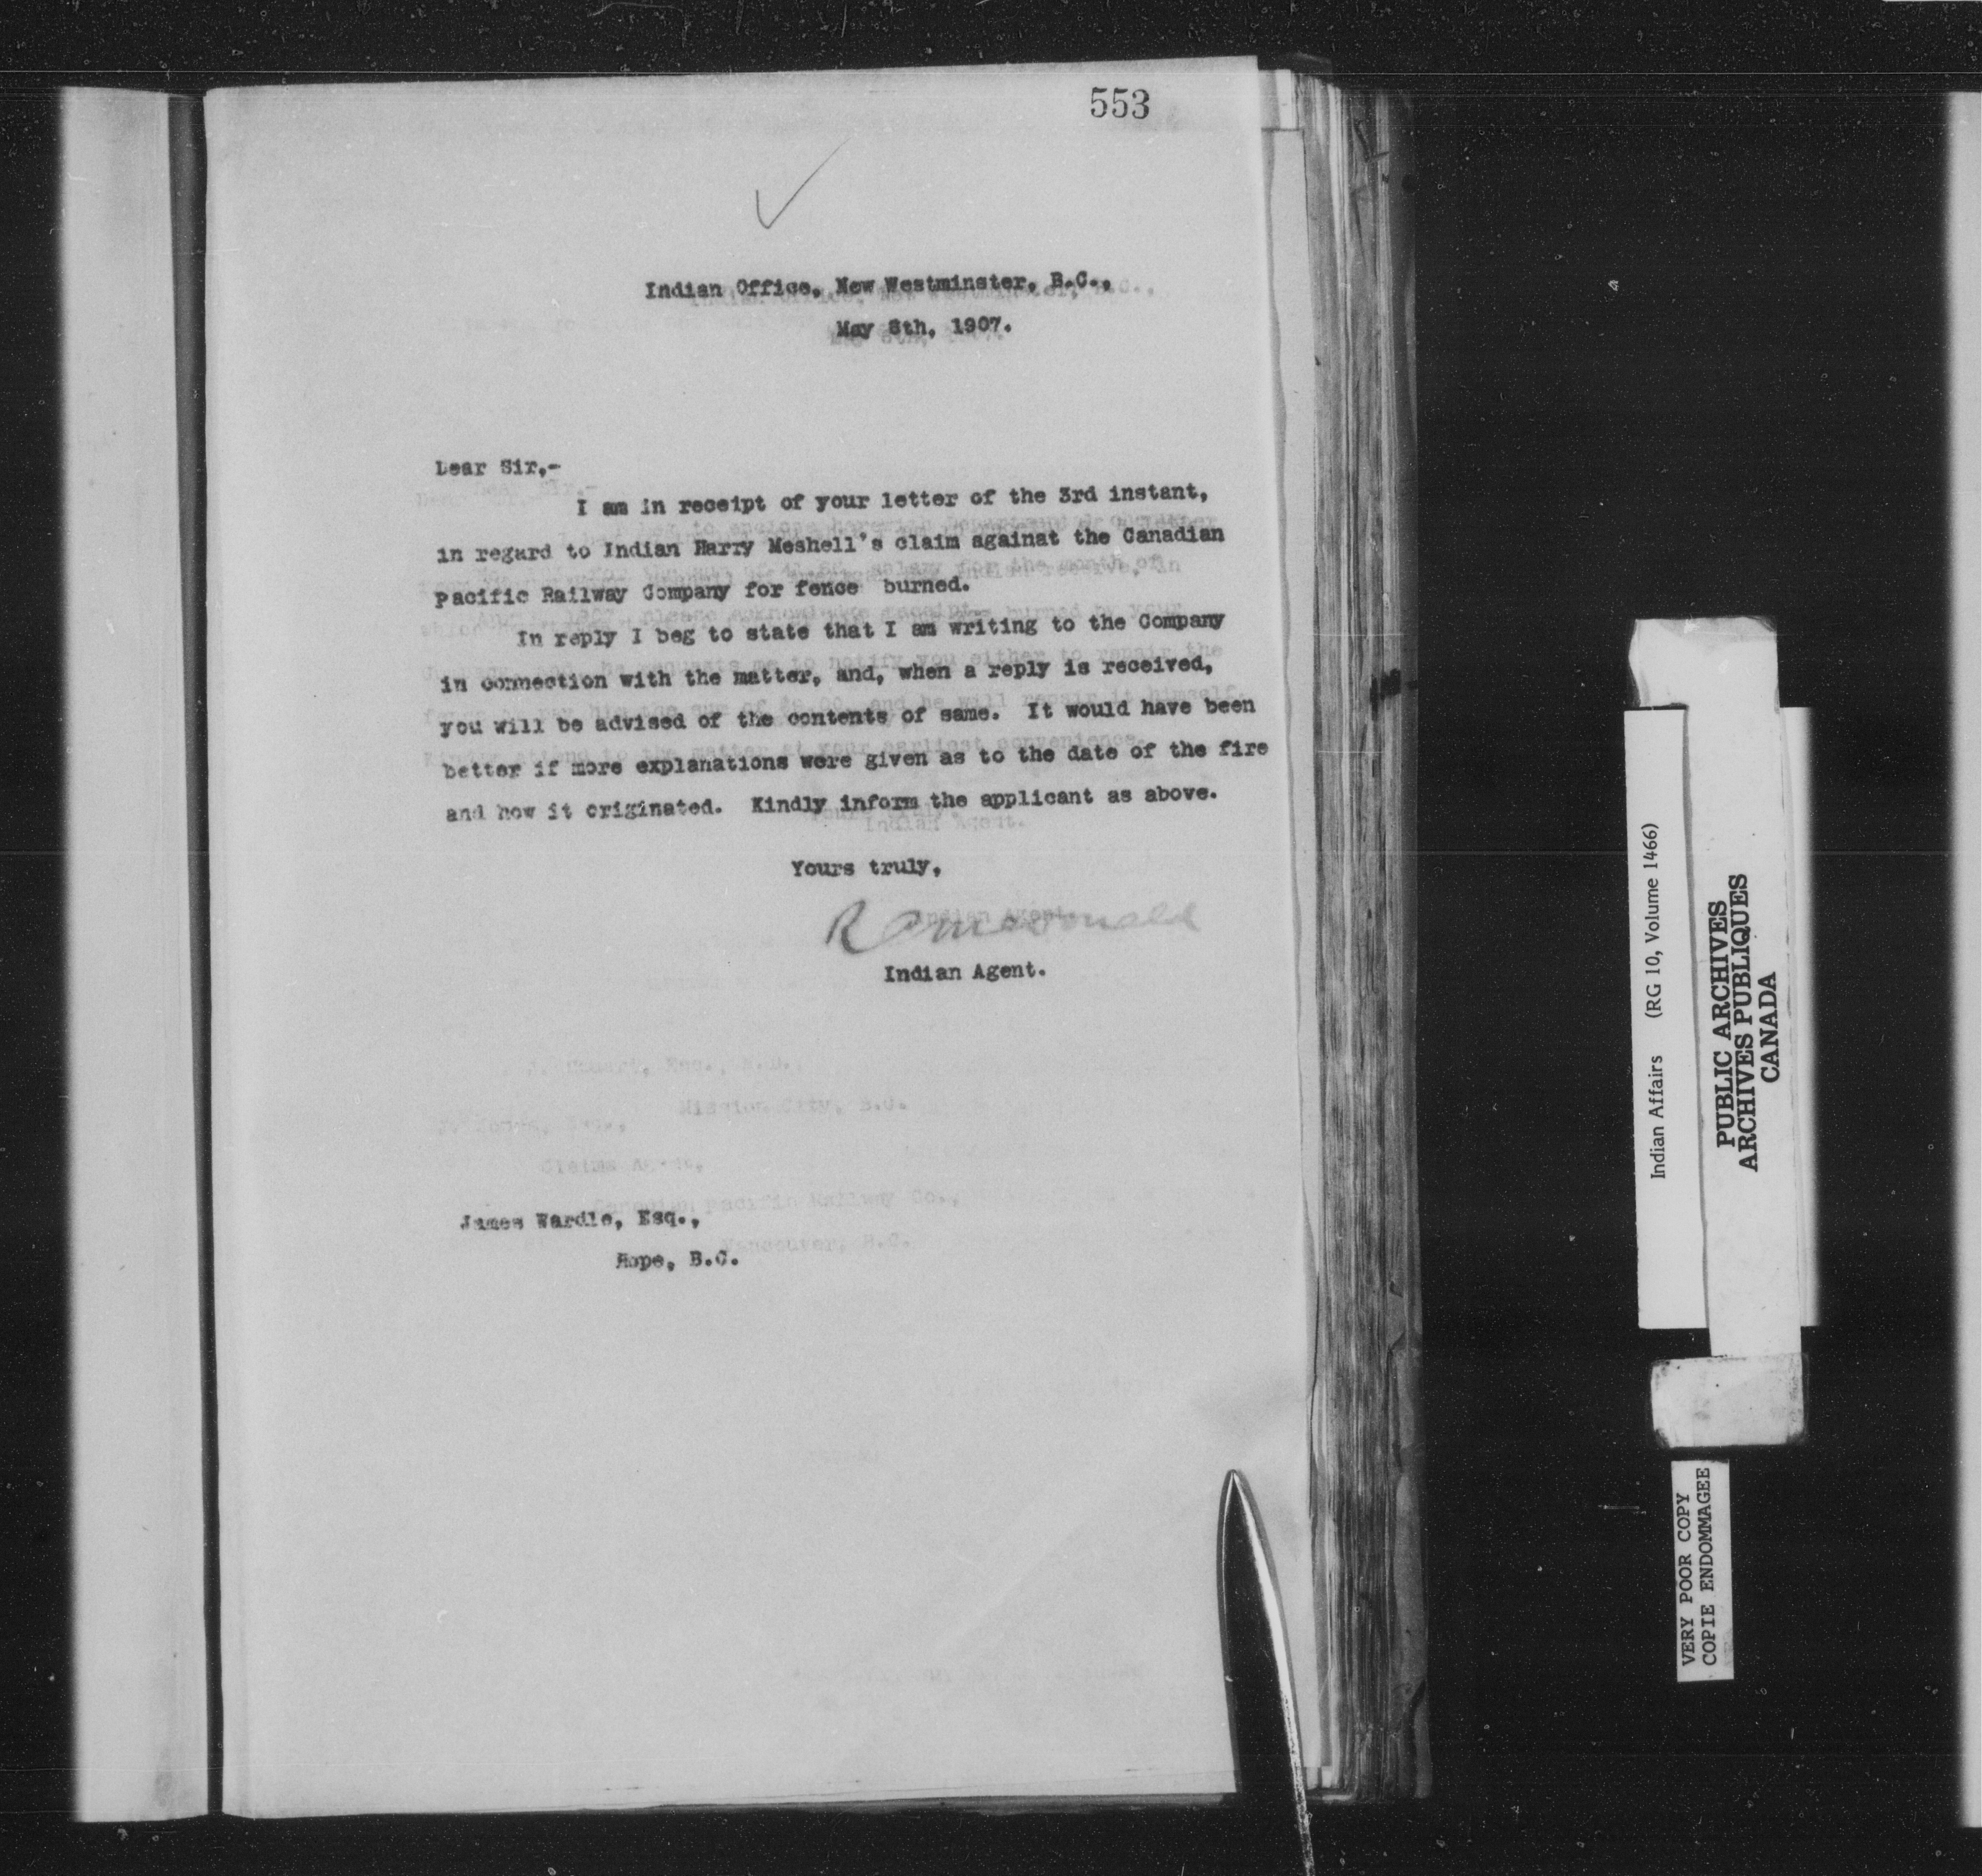 553
Indian Office, New Westminster, B.C.,
May 8th, 1907.
Dear Sir,-
I am in receipt of your letter of the 3rd instant,
in regard to Indian Harry Meshell's claim againat the Canadian
Pacific Railway Company for fence burned.
In reply I beg to state that I am writing to the Company
in connection with the matter, and, when a reply is received,
you will be advised of the contents of same. It would have been
better if more explanations were given as to the date of the fire
and how it originated. Kindly inform the applicant as above.
Yours truly,
Indian Agent.
James Wardle, Esq.,
Hope, B.C.
Indian Affairs (RG 10, Volume 1466)
PUBLIC ARCHIVES
ARCHIVES PUBLIQUES
CANADA
VERY POOR COPY
COPIE ENDOMMAGEE